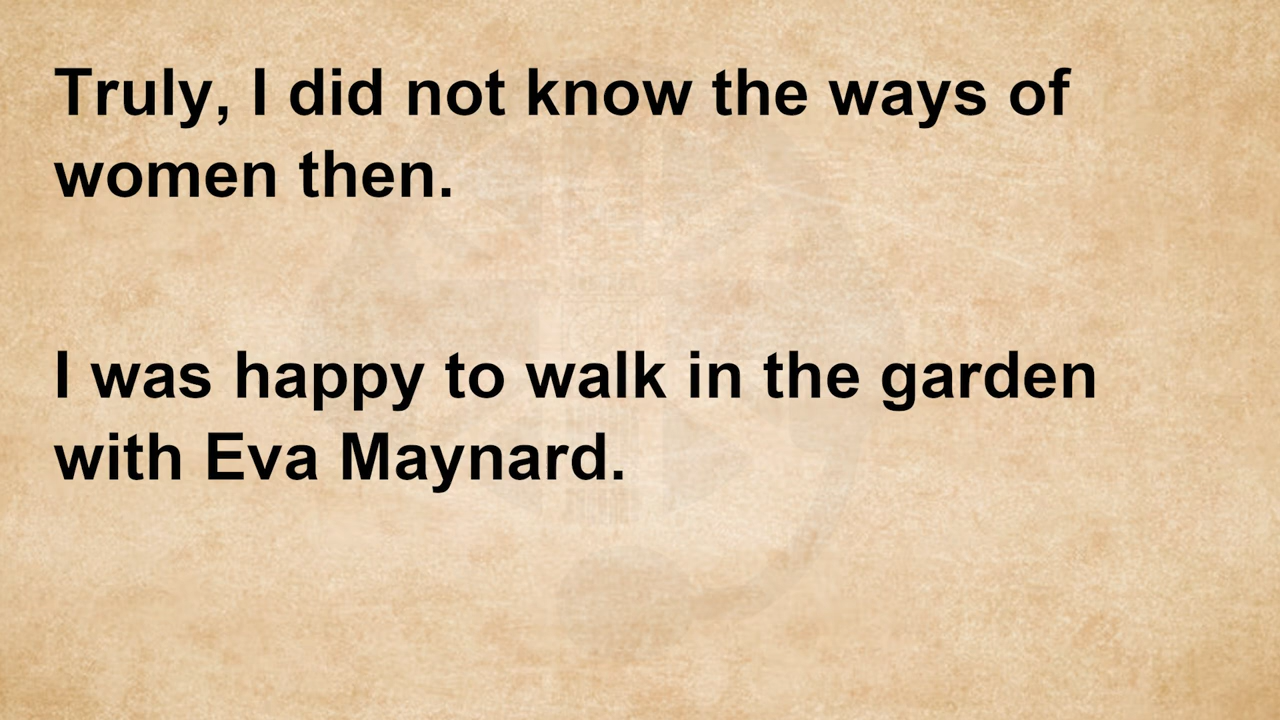 Truly, I did not know the ways of
women then.
I was happy to walk in the garden
with Eva Maynard.